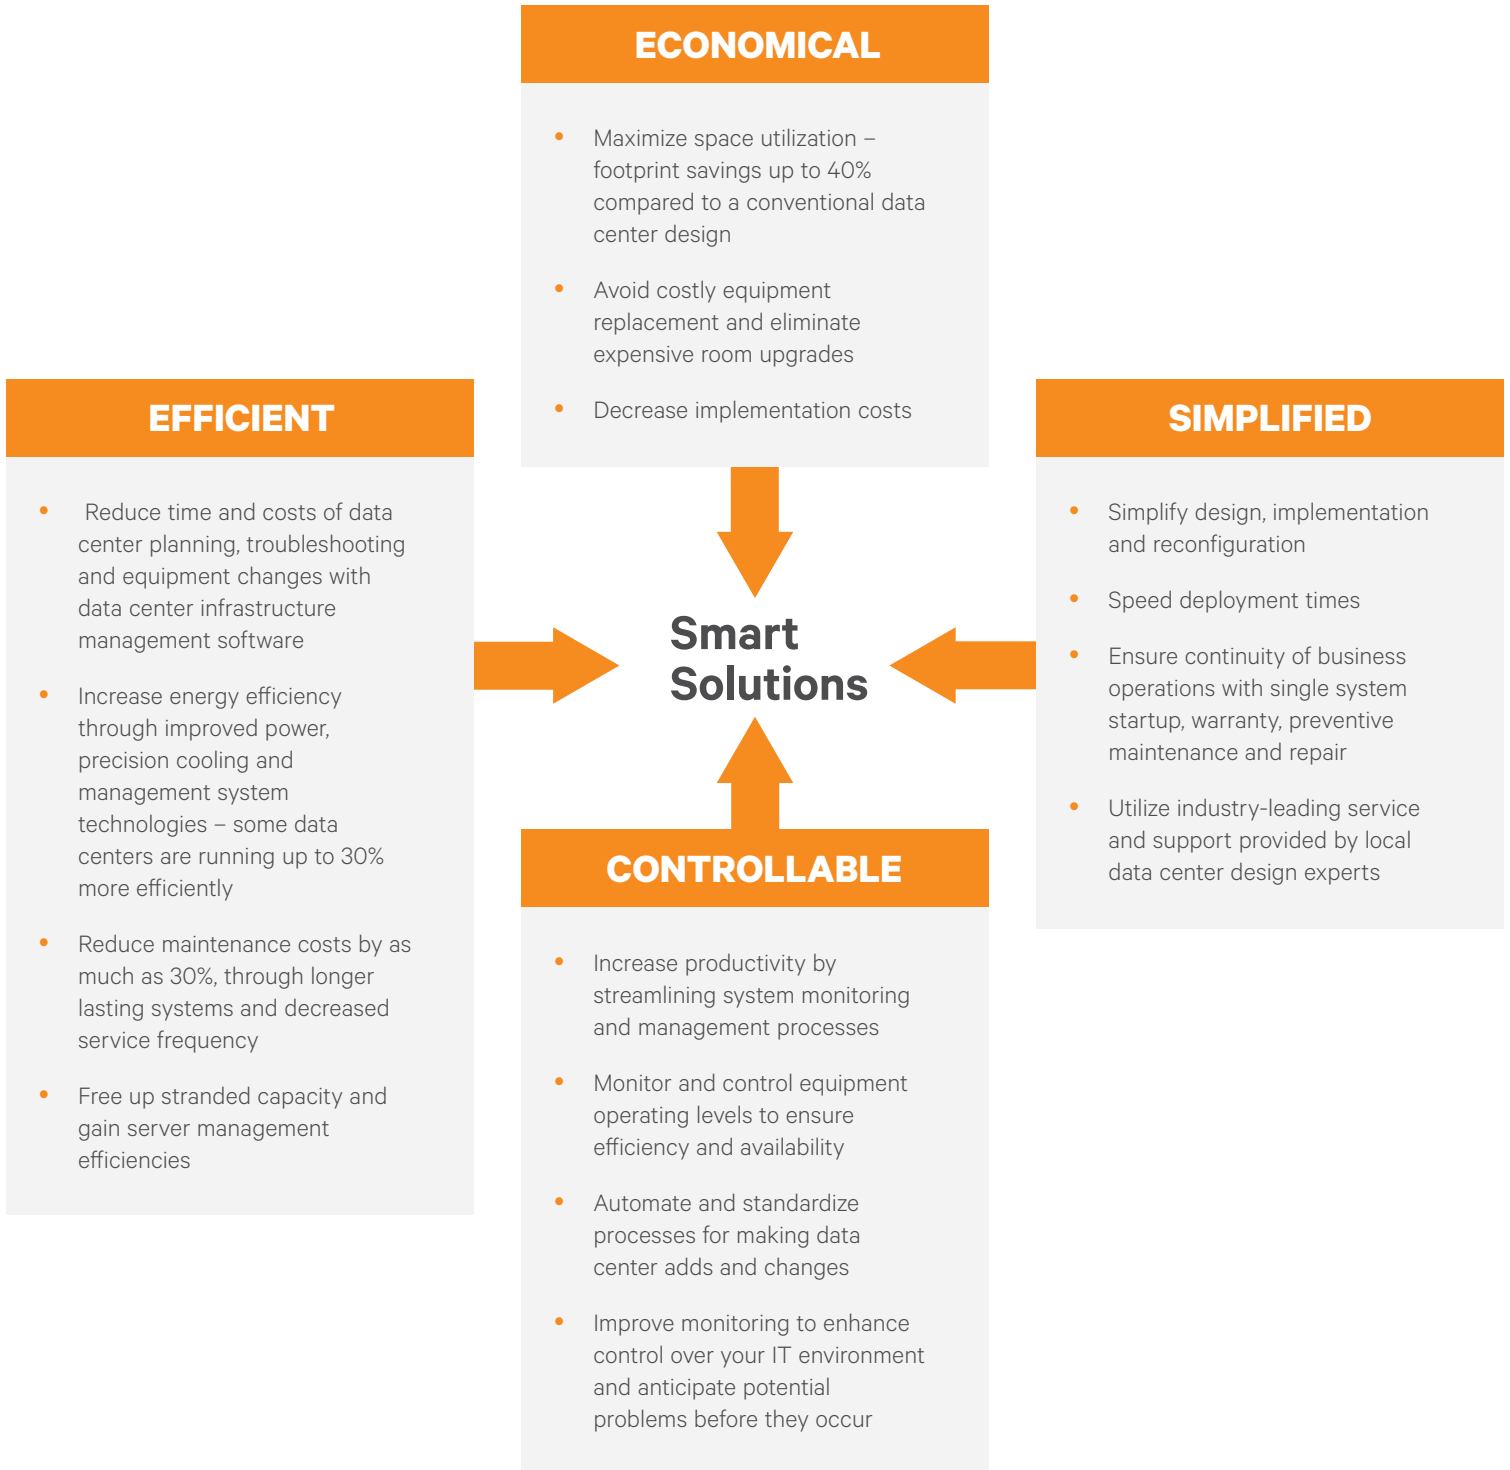 ECONOMICAL
• Maximize space utilization –
footprint savings up to 40%
compared to a conventional data
center design
• Avoid costly equipment
replacement and eliminate
expensive room upgrades
• Decrease implementation costs
EFFICIENT
• Reduce time and costs of data
center planning, troubleshooting
and equipment changes with
data center infrastructure
management software
• Increase energy efficiency
through improved power,
precision cooling and
management system
technologies – some data
centers are running up to 30%
more efficiently
• Reduce maintenance costs by as
much as 30%, through longer
lasting systems and decreased
service frequency
• Free up stranded capacity and
gain server management
efficiencies
Smart
Solutions
SIMPLIFIED
• Simplify design, implementation
and reconfiguration
• Speed deployment times
• Ensure continuity of business
operations with single system
startup, warranty, preventive
maintenance and repair
• Utilize industry-leading service
and support provided by local
data center design experts
CONTROLLABLE
• Increase productivity by
streamlining system monitoring
and management processes
• Monitor and control equipment
operating levels to ensure
efficiency and availability
• Automate and standardize
processes for making data
center adds and changes
• Improve monitoring to enhance
control over your IT environment
and anticipate potential
problems before they occur